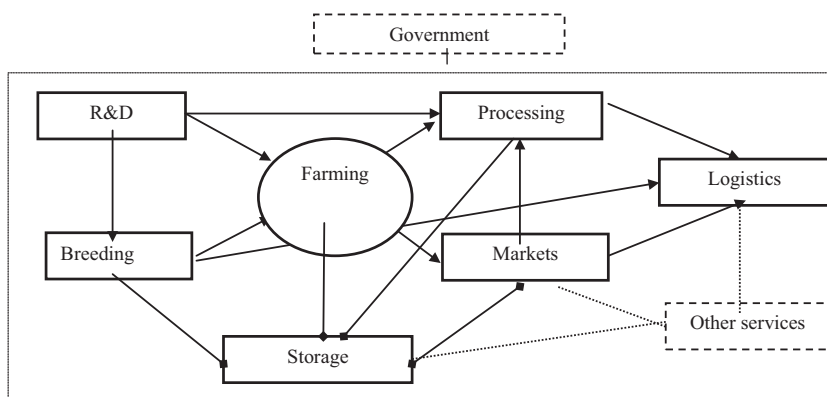 Government
R&D
Processing
Farming
Logistics
Breeding
Markets
Other services
Storage